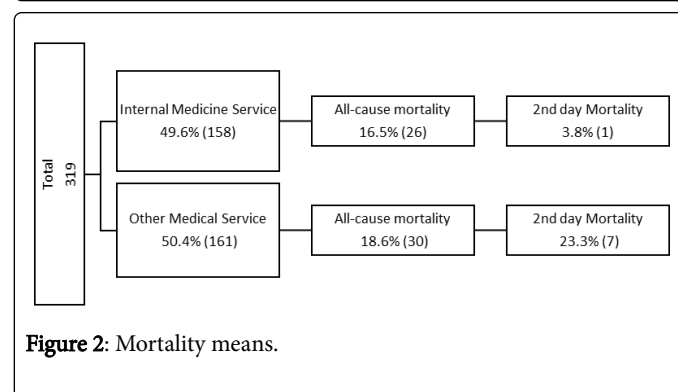 Total
319
Internal Medicine Service
49.6% (158)
All-cause mortality
16.5% (26)
2nd day Mortality
3.8% (1)
Other Medical Service
50.4% (161)
All-cause mortality
18.6% (30)
2nd day Mortality
23.3% (7)
Figure 2: Mortality means.